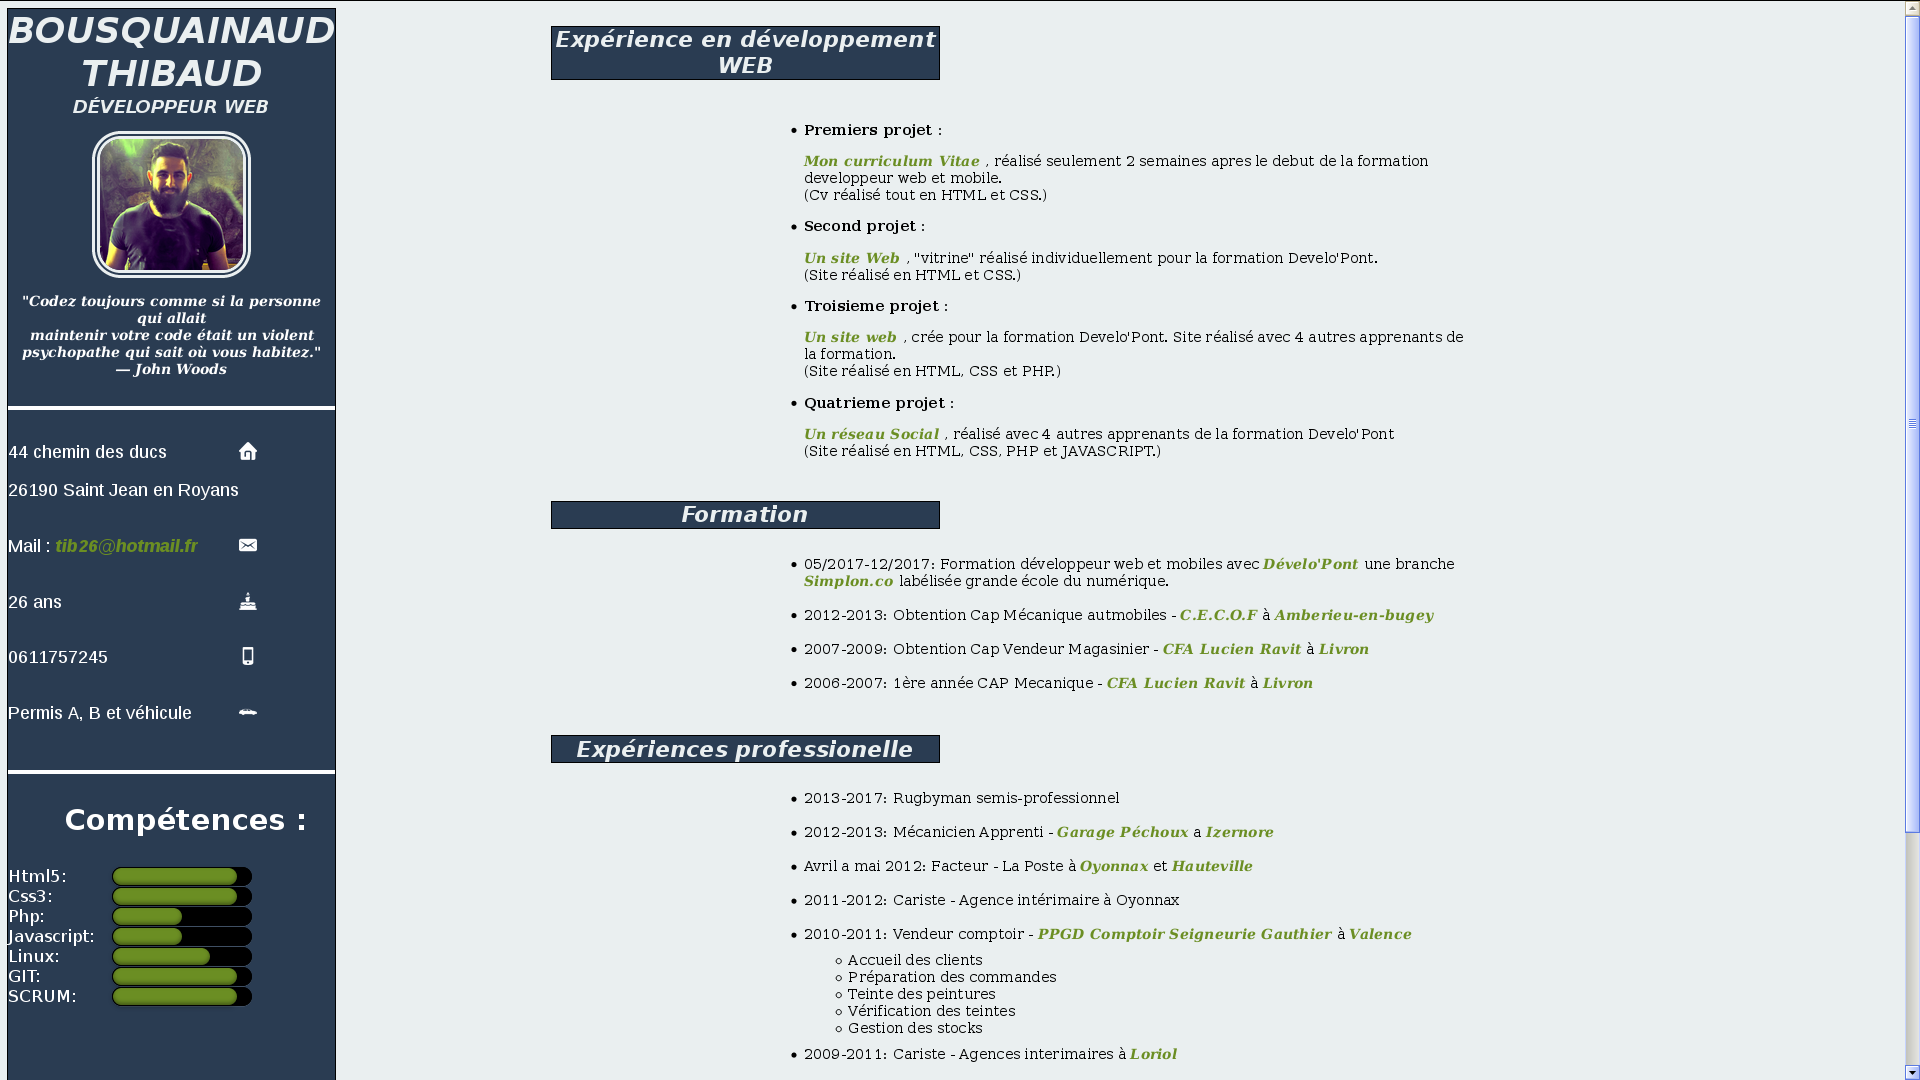 BOUSQUAINAUD
THIBAUD
DÉVELOPPEUR WEB
"Codez toujours comme si la personne
qui allait
maintenir votre code était un violent
psychopathe qui sait où vous habitez."
— John Woods
44 chemin des ducs
26190 Saint Jean en Royans
Mail : tib26@hotmail.fr
26 ans
0611757245
Permis A, B et véhicule
Compétences :
Html5:
Css3:
Php:
Javascript:
Linux:
GIT:
SCRUM:
Expérience en développement
WEB
Premiers projet :
Mon curriculum Vitae , réalisé seulement 2 semaines apres le debut de la formation
developpeur web et mobile.
(Cv réalisé tout en HTML et CSS.)
Second projet :
Un site Web , "vitrine" réalisé individuellement pour la formation Develo'Pont.
(Site réalisé en HTML et CSS.)
Troisieme projet :
Un site web , crée pour la formation Develo'Pont. Site réalisé avec 4 autres apprenants de
la formation.
(Site réalisé en HTML, CSS et PHP.)
Quatrieme projet :
Un réseau Social , réalisé avec 4 autres apprenants de la formation Develo'Pont
(Site réalisé en HTML, CSS, PHP et JAVASCRIPT.)
Formation
05/2017-12/2017: Formation développeur web et mobiles avec Dévelo'Pont une branche
Simplon.co labélisée grande école du numérique.
2012-2013: Obtention Cap Mécanique autmobiles - C.E.C.O.F à Amberieu-en-bugey
2007-2009: Obtention Cap Vendeur Magasinier - CFA Lucien Ravit à Livron
2006-2007: 1ère année CAP Mecanique - CFA Lucien Ravit à Livron
Expériences professionelle
2013-2017: Rugbyman semis-professionnel
2012-2013: Mécanicien Apprenti - Garage Péchoux a Izernore
Avril a mai 2012: Facteur - La Poste à Oyonnax et Hauteville
2011-2012: Cariste - Agence intérimaire à Oyonnax
2010-2011: Vendeur comptoir - PPGD Comptoir Seigneurie Gauthier à Valence
Accueil des clients
Préparation des commandes
Teinte des peintures
Vérification des teintes
Gestion des stocks
2009-2011: Cariste - Agences interimaires à Loriol